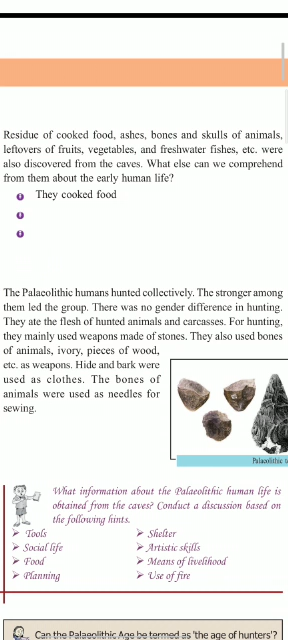 Residue of cooked food, ashes, bones and skulls of animals,
leftovers of fruits, vegetables, and freshwater fishes, etc. were
also discovered from the caves. What else can we comprehend
from them about the early human life?
They cooked food
The Palaeolithic humans hunted collectively. The stronger among
them led the group. There was no gender difference in hunting.
They ate the flesh of hunted animals and carcasses. For hunting,
they mainly used weapons made of stones. They also used bones
of animals, ivory, pieces of wood,
etc. as weapons. Hide and bark were
used as clothes. The bones of
animals were used as needles for
sewing.
Palaeolithic
What information about the Palaeolithic human life is
obtained from the caves? Conduct a discussion based on
the following hints.
➢ Tools
➢ Social life
➢ Food
➢ Planning
➢ Shelter
➢ Artistic skills
➢ Means of livelihood
➢ Use of fire
Can the Palaeolithic Age be termed as 'the age of hunters'?